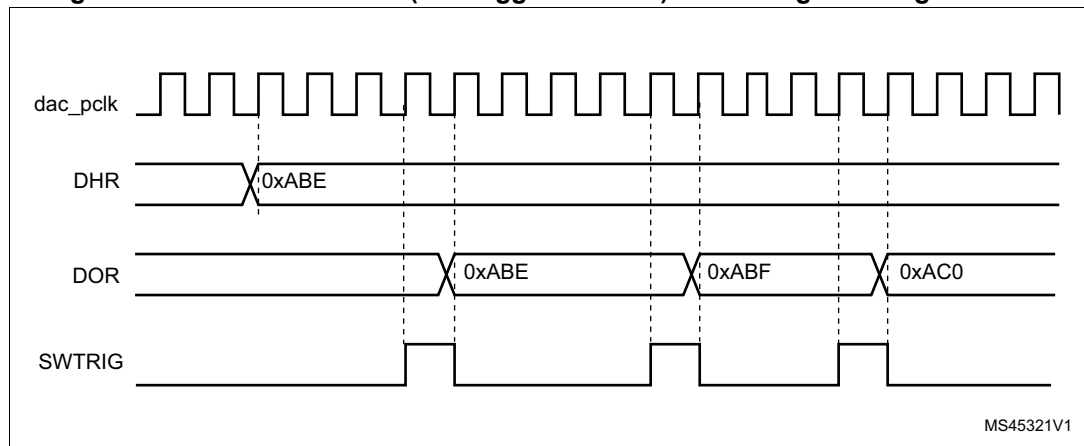 dac_pclk
DHR
0xABE
DOR
0xABE
0xABF
0xAC0
SWTRIG
MS45321V1